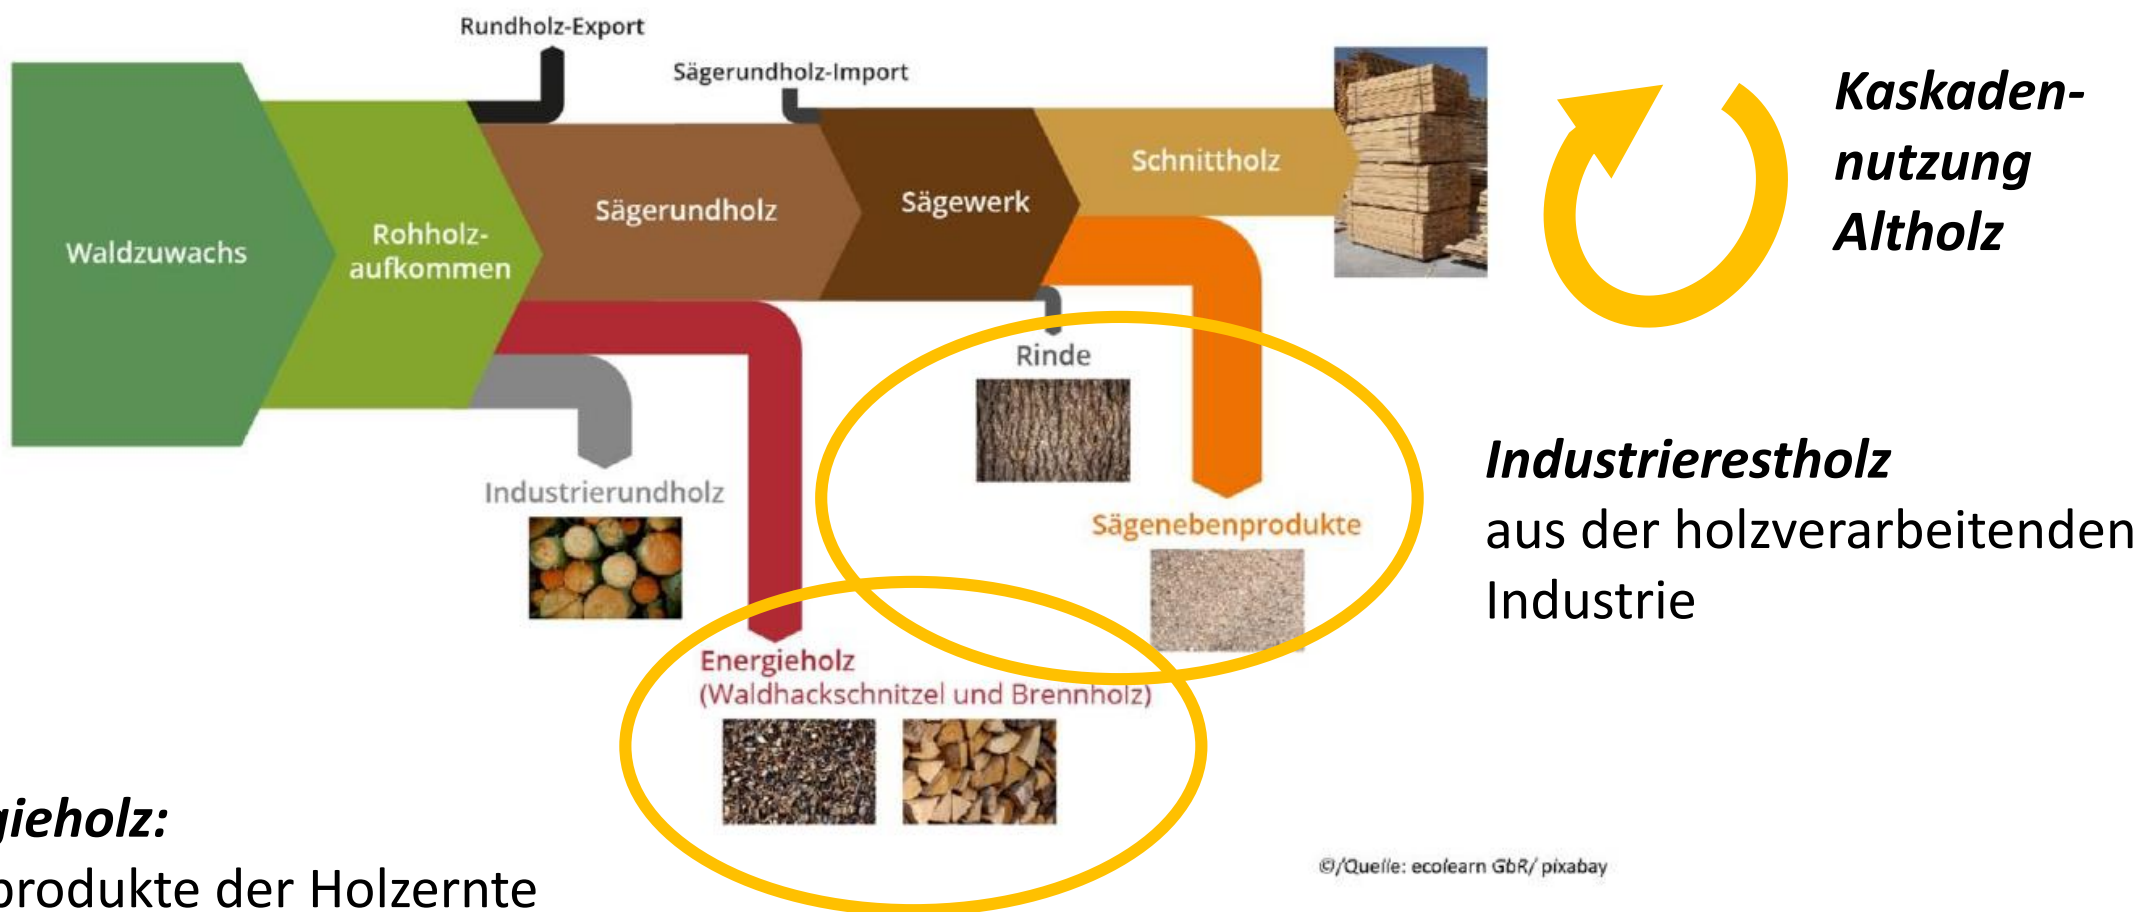 Rundholz-Export
Sägerundholz-Import
Waldzuwachs
Rohholz-
aufkommen
Sägerundholz
Sägewerk
Schnittholz
Kaskaden-
nutzung
Altholz
Rinde
Industrierundholz
Sägenebenprodukte
Industrierestholz
aus der holzverarbeitenden
Industrie
Energieholz
(Waldhackschnitzel und Brennholz)
gieholz:
produkte der Holzernte
©/Quelle: ecolearn GbR/ pixabay